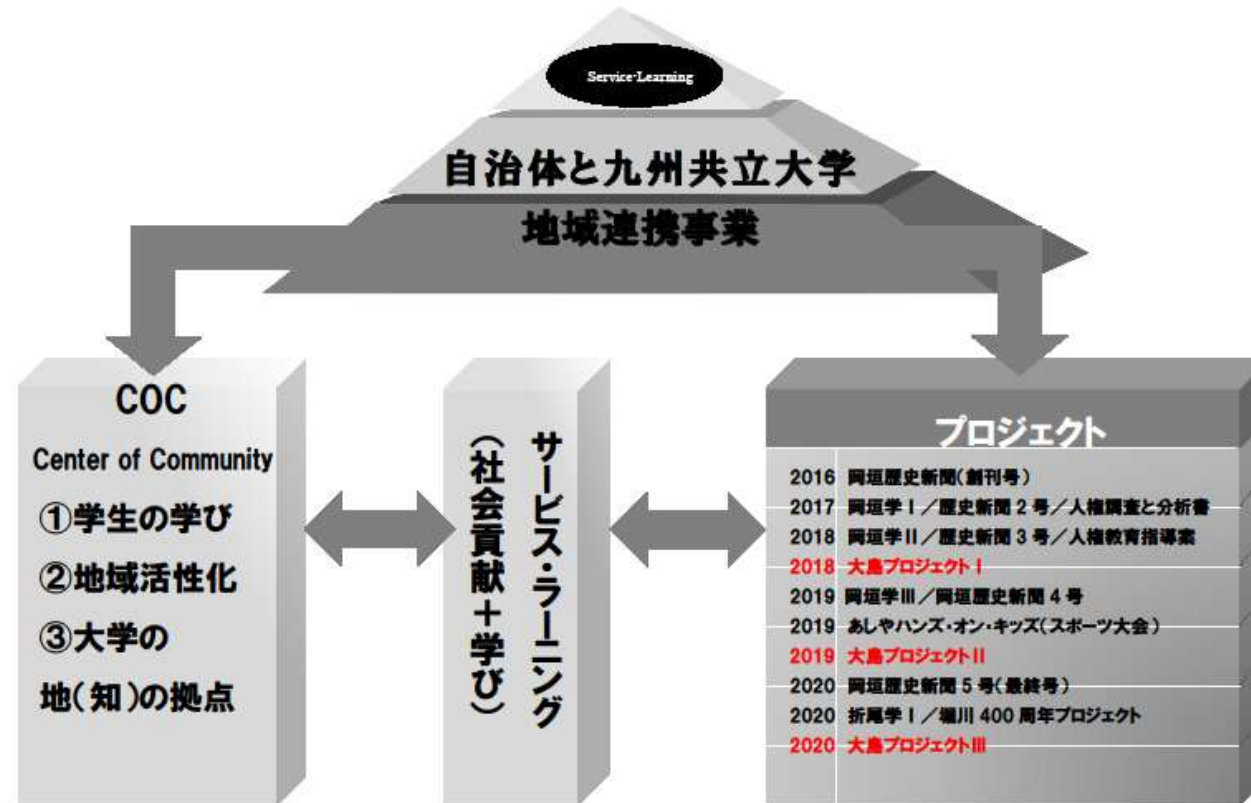 Service-Learning
自治体と九州共立大学
地域連携事業
COC
Center of Community
①学生の学び
②地域活性化
③大学の
地(知)の拠点
サービス・ラーニング
(社会貢献+学び)
プロジェクト
2016 岡垣歴史新聞(創刊号)
2017 岡垣学Ⅰ/歴史新聞2号/人権調査と分析書
2018 岡垣学Ⅱ/歴史新聞3号/人権教育指導案
2018 大島プロジェクトⅠ
2019 岡垣学Ⅲ/岡垣歴史新聞4号
2019 あしやハンズ・オン・キッズ(スポーツ大会)
2019 大島プロジェクトⅡ
2020 岡垣歴史新聞5号(最終号)
2020 折尾学Ⅰ/堀川400周年プロジェクト
2020 大島プロジェクトⅢ